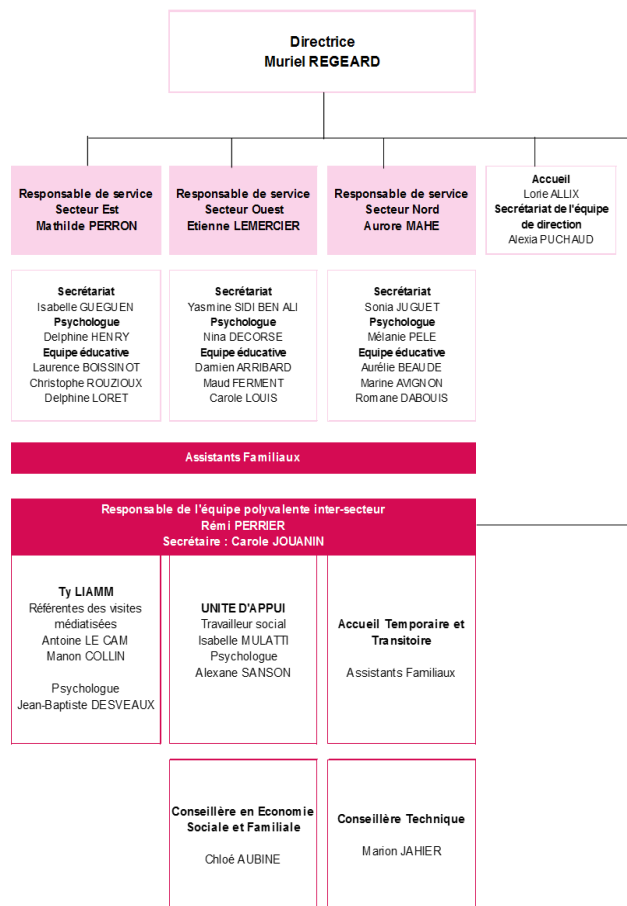 Directrice
Muriel REGEARD
Responsable de service
Secteur Est
Mathilde PERRON
Responsable de service
Secteur Ouest
Etienne LEMERCIER
Responsable de service
Secteur Nord
Aurore MAHE
Accueil
Lorie ALLIX
Secrétariat de l'équipe
de direction
Alexia PUCHAUD
Secrétariat
Isabelle GUEGUEN
Psychologue
Delphine HENRY
Equipe éducative
Laurence BOISSINOT
Christophe ROUZIOUX
Delphine LORET
Secrétariat
Yasmine SIDI BEN ALI
Psychologue
Nina DECORSE
Equipe éducative
Damien ARRIBARD
Maud FERMENT
Carole LOUIS
Secrétariat
Sonia JUGUET
Psychologue
Mélanie PELE
Equipe éducative
Aurélie BEAUDE
Marine AVIGNON
Romane DABOUIS
Assistants Familiaux
Responsable de l'équipe polyvalente inter-secteur
Rémi PERRIER
Secrétaire : Carole JOUANIN
Ty LIAMM
Référentes des visites
médiatisées
Antoine LE CAM
Manon COLLIN
Psychologue
Jean-Baptiste DESVEAUX
UNITE D'APPUI
Travailleur social
Isabelle MULATTI
Psychologue
Alexane SANSON
Accueil Temporaire et
Transitoire
Assistants Familiaux
Conseillère en Economie
Sociale et Familiale
Chloé AUBINE
Conseillère Technique
Marion JAHIER